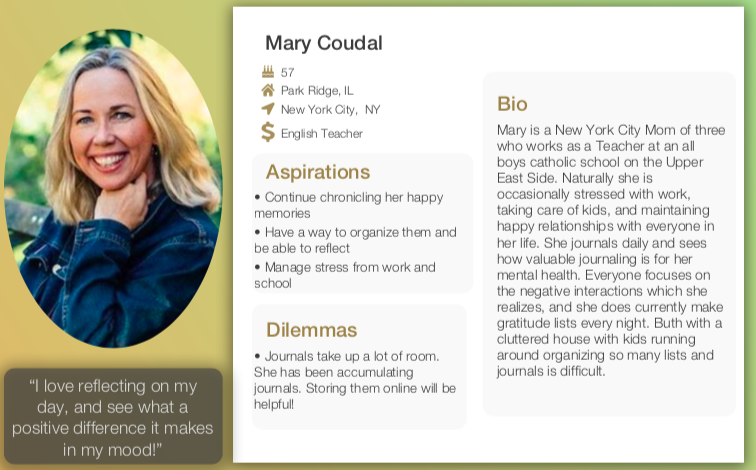 Mary Coudal
57
Park Ridge, IL
New York City,  NY
English Teacher
Aspirations
• Continue chronicling her happy
memories
• Have a way to organize them and
be able to reflect
• Manage stress from work and
school
Dilemmas
• Journals take up a lot of room.
She has been accumulating
journals. Storing them online will be
helpful!
Bio
Mary is a New York City Mom of three
who works as a Teacher at an all
boys catholic school on the Upper
East Side. Naturally she is
occasionally stressed with work,
taking care of kids, and maintaining
happy relationships with everyone in
her life. She journals daily and sees
how valuable journaling is for her
mental health. Everyone focuses on
the negative interactions which she
realizes, and she does currently make
gratitude lists every night. Buth with a
cluttered house with kids running
around organizing so many lists and
journals is difficult.
“I love reflecting on my
day, and see what a
positive difference it makes
in my mood!”